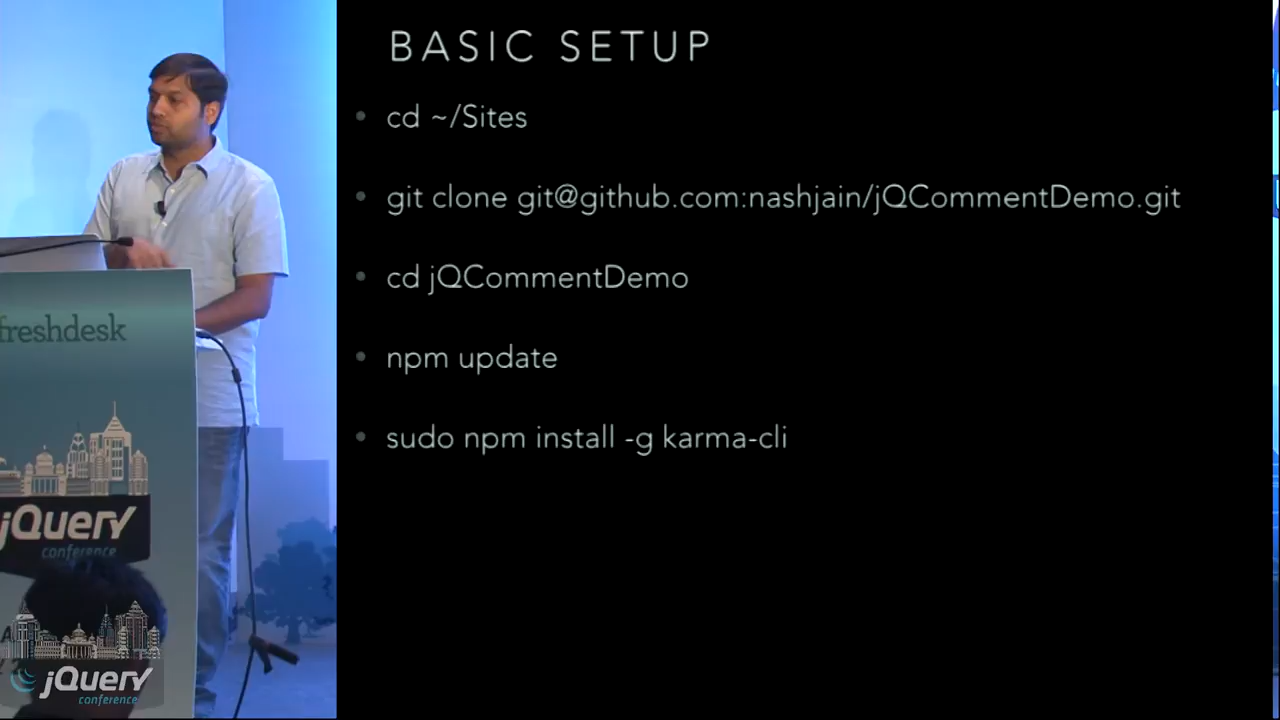 BASIC SETUP
• cd ~/Sites
• git clone git@github.com:nashjain/jQCommentDemo.git
• cd jQCommentDemo
• npm update
• sudo npm install -g karma-cli
freshdesk
jQuery
conference
jQuery
conference